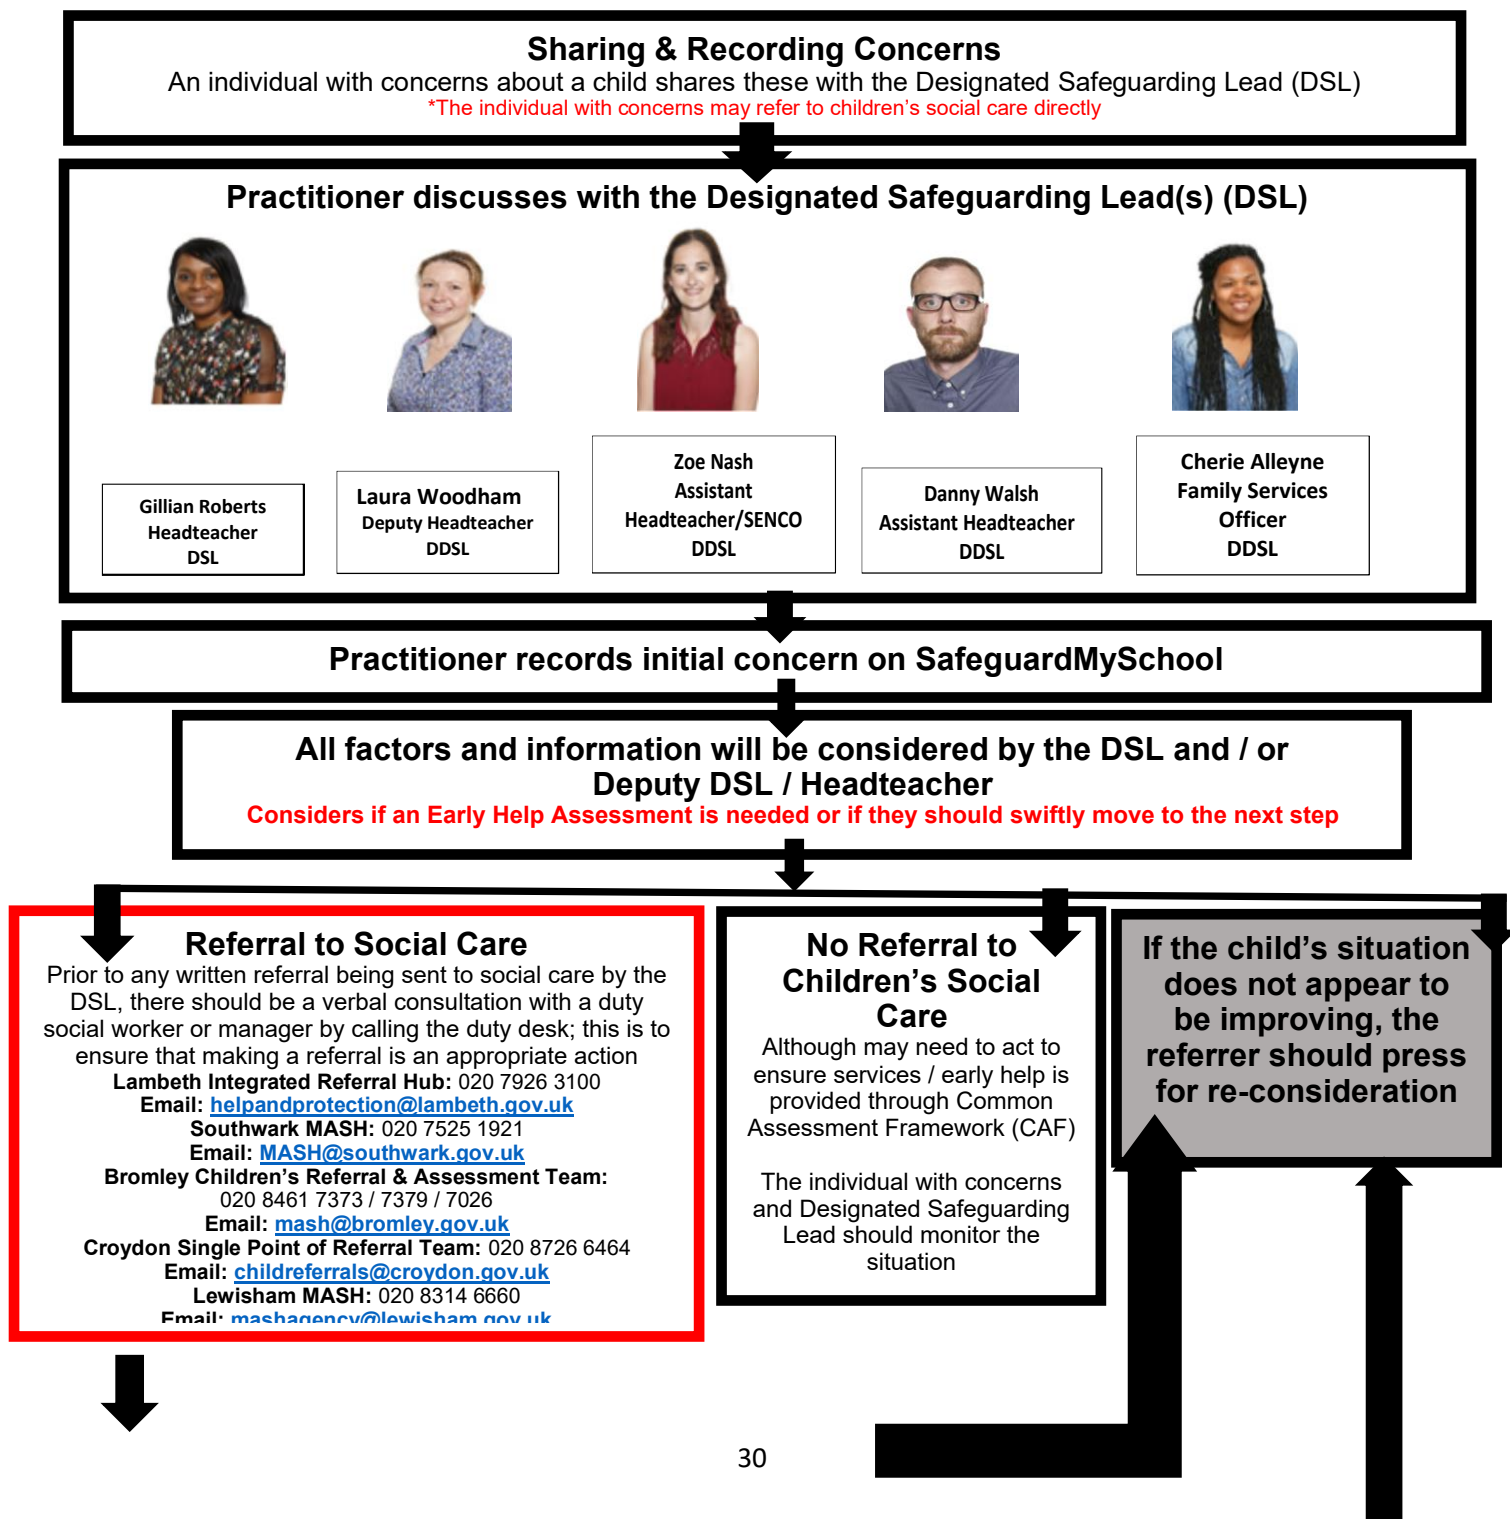 Sharing & Recording Concerns
An individual with concerns about a child shares these with the Designated Safeguarding Lead (DSL)
*The individual with concerns may refer to children's social care directly
Practitioner discusses with the Designated Safeguarding Lead(s) (DSL)
Gillian Roberts
Headteacher
DSL
Laura Woodham
Deputy Headteacher
DDSL
Zoe Nash
Assistant
Headteacher/SENCO
DDSL
Danny Walsh
Assistant Headteacher
DDSL
Cherie Alleyne
Family Services
Officer
DDSL
Practitioner records initial concern on SafeguardMySchool
All factors and information will be considered by the DSL and / or
Deputy DSL / Headteacher
Considers if an Early Help Assessment is needed or if they should swiftly move to the next step
Referral to Social Care
Prior to any written referral being sent to social care by the
DSL, there should be a verbal consultation with a duty
social worker or manager by calling the duty desk; this is to
ensure that making a referral is an appropriate action
Lambeth Integrated Referral Hub: 020 7926 3100
Email: helpandprotection@lambeth.gov.uk
Southwark MASH: 020 7525 1921
Email: MASH@southwark.gov.uk
Bromley Children's Referral & Assessment Team:
020 8461 7373 / 7379 / 7026
Email: mash@bromley.gov.uk
Croydon Single Point of Referral Team: 020 8726 6464
Email: childreferrals@croydon.gov.uk
Lewisham MASH: 020 8314 6660
Email: mashagency@lewisham.gov.uk
No Referral to
Children's Social
Care
Although may need to act to
ensure services / early help is
provided through Common
Assessment Framework (CAF)
The individual with concerns
and Designated Safeguarding
Lead should monitor the
situation
If the child's situation
does not appear to
be improving, the
referrer should press
for re-consideration
30